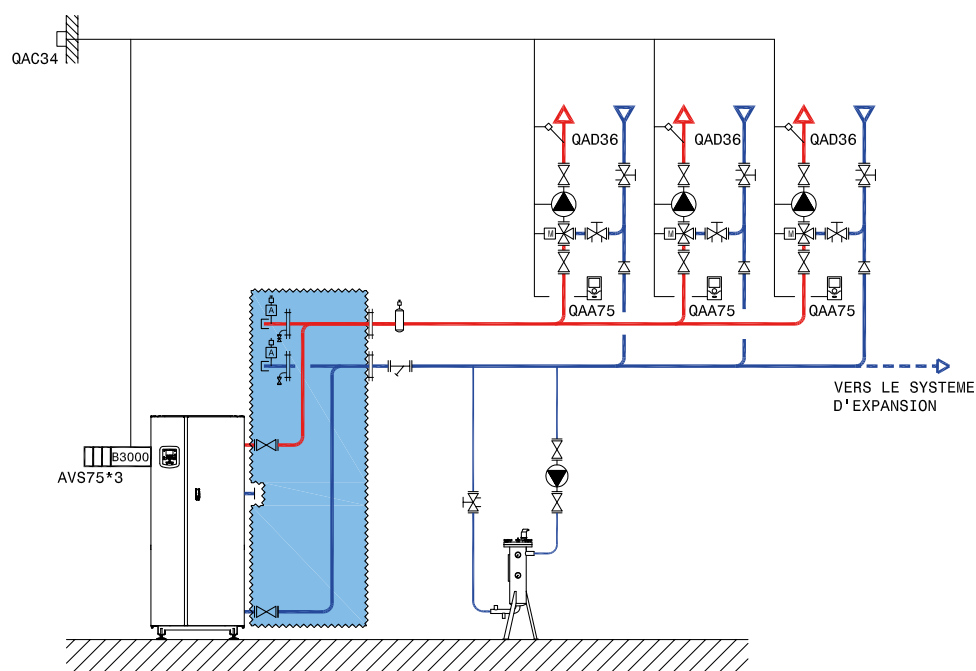 QAC34
QAD36
QAD36
QAD36
M
M
M
QAA75
QAA75
QAA75
A
A
VERS LE SYSTEME
D'EXPANSION
B3000
AVS75*3